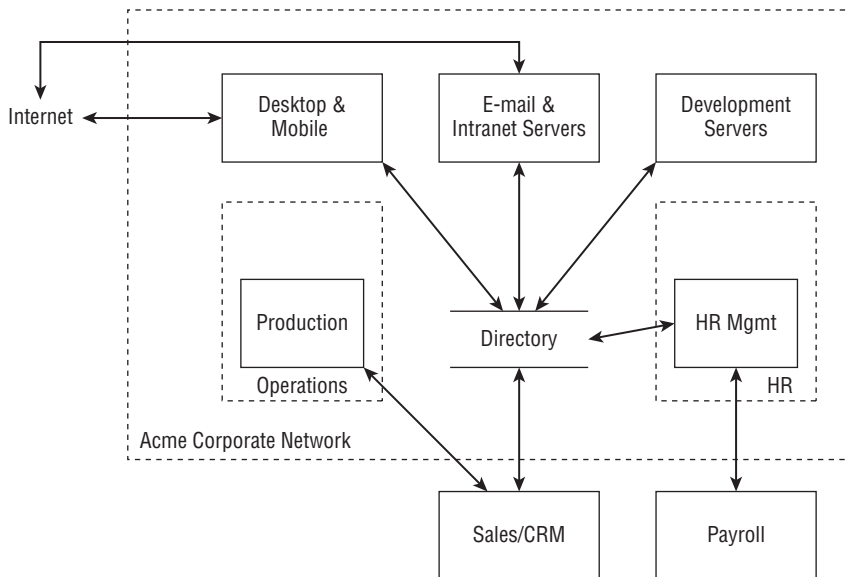 Internet
Desktop &
Mobile
E-mail &
Intranet Servers
Development
Servers
Production
Operations
Directory
HR Mgmt
HR
Acme Corporate Network
Sales/CRM
Payroll